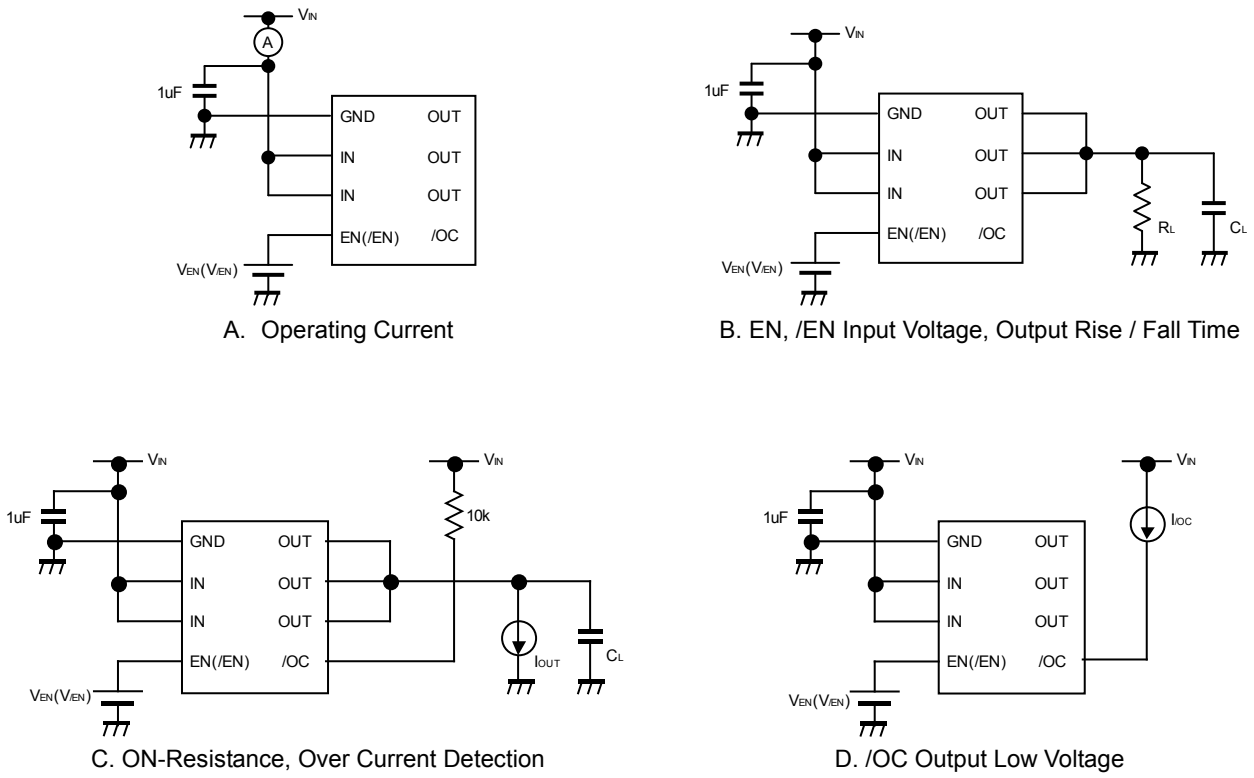 VIN
A
1uF
GND OUT
IN OUT
IN OUT
EN(/EN) /OC
VEN(V/EN)
A. Operating Current
VIN
1uF
GND OUT
IN OUT
IN OUT
EN(/EN) /OC
VEN(V/EN)
RL
CL
B. EN, /EN Input Voltage, Output Rise / Fall Time
VIN
VIN
1uF
10k
GND OUT
IN OUT
IN OUT
EN(/EN) /OC
VEN(V/EN)
IOUT
CL
C. ON-Resistance, Over Current Detection
VIN
VIN
1uF
I/OC
GND OUT
IN OUT
IN OUT
EN(/EN) /OC
VEN(V/EN)
D. /OC Output Low Voltage